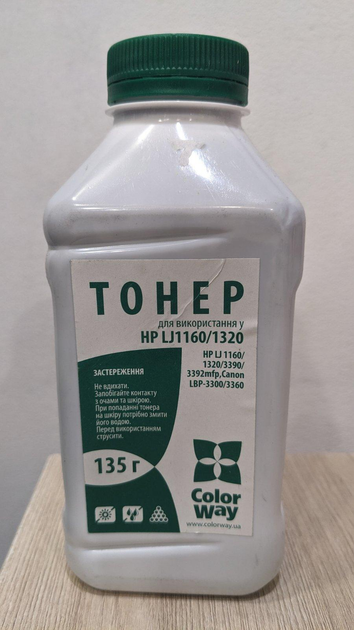 ТОНЕР
для використання у
HP LJ1160/1320
HP LJ 1160/
1320/3390/
3392mfp,Canon
LBP-3300/3360
ЗАСТЕРЕЖЕННЯ
Не вдихати.
Запобігайте контакту
з очами та шкірою.
При попаданні тонера
на шкіру потрібно змити
його водою.
Перед використанням
струсити.
135 г
Color
Way
www.colorway.ua